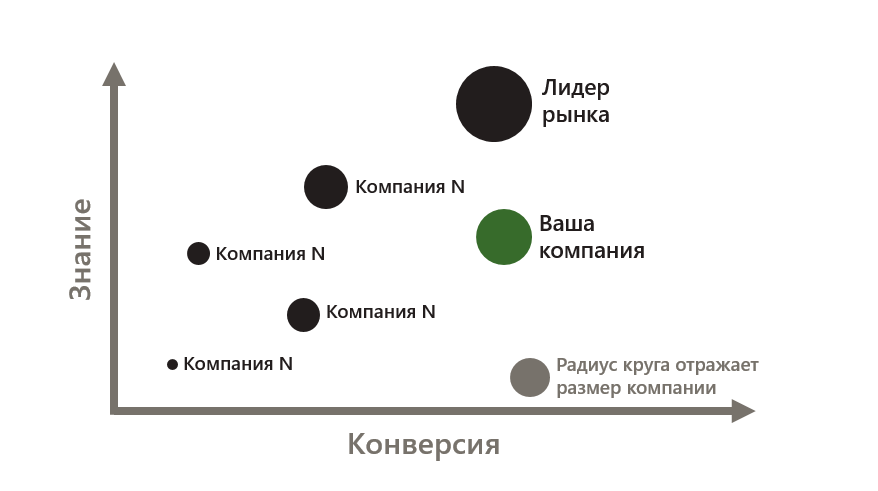 Лидер
рынка
Компания N
Ваша
компания
Компания N
Компания N
Компания N
Радиус круга отражает
размер компании
Знание
Конверсия